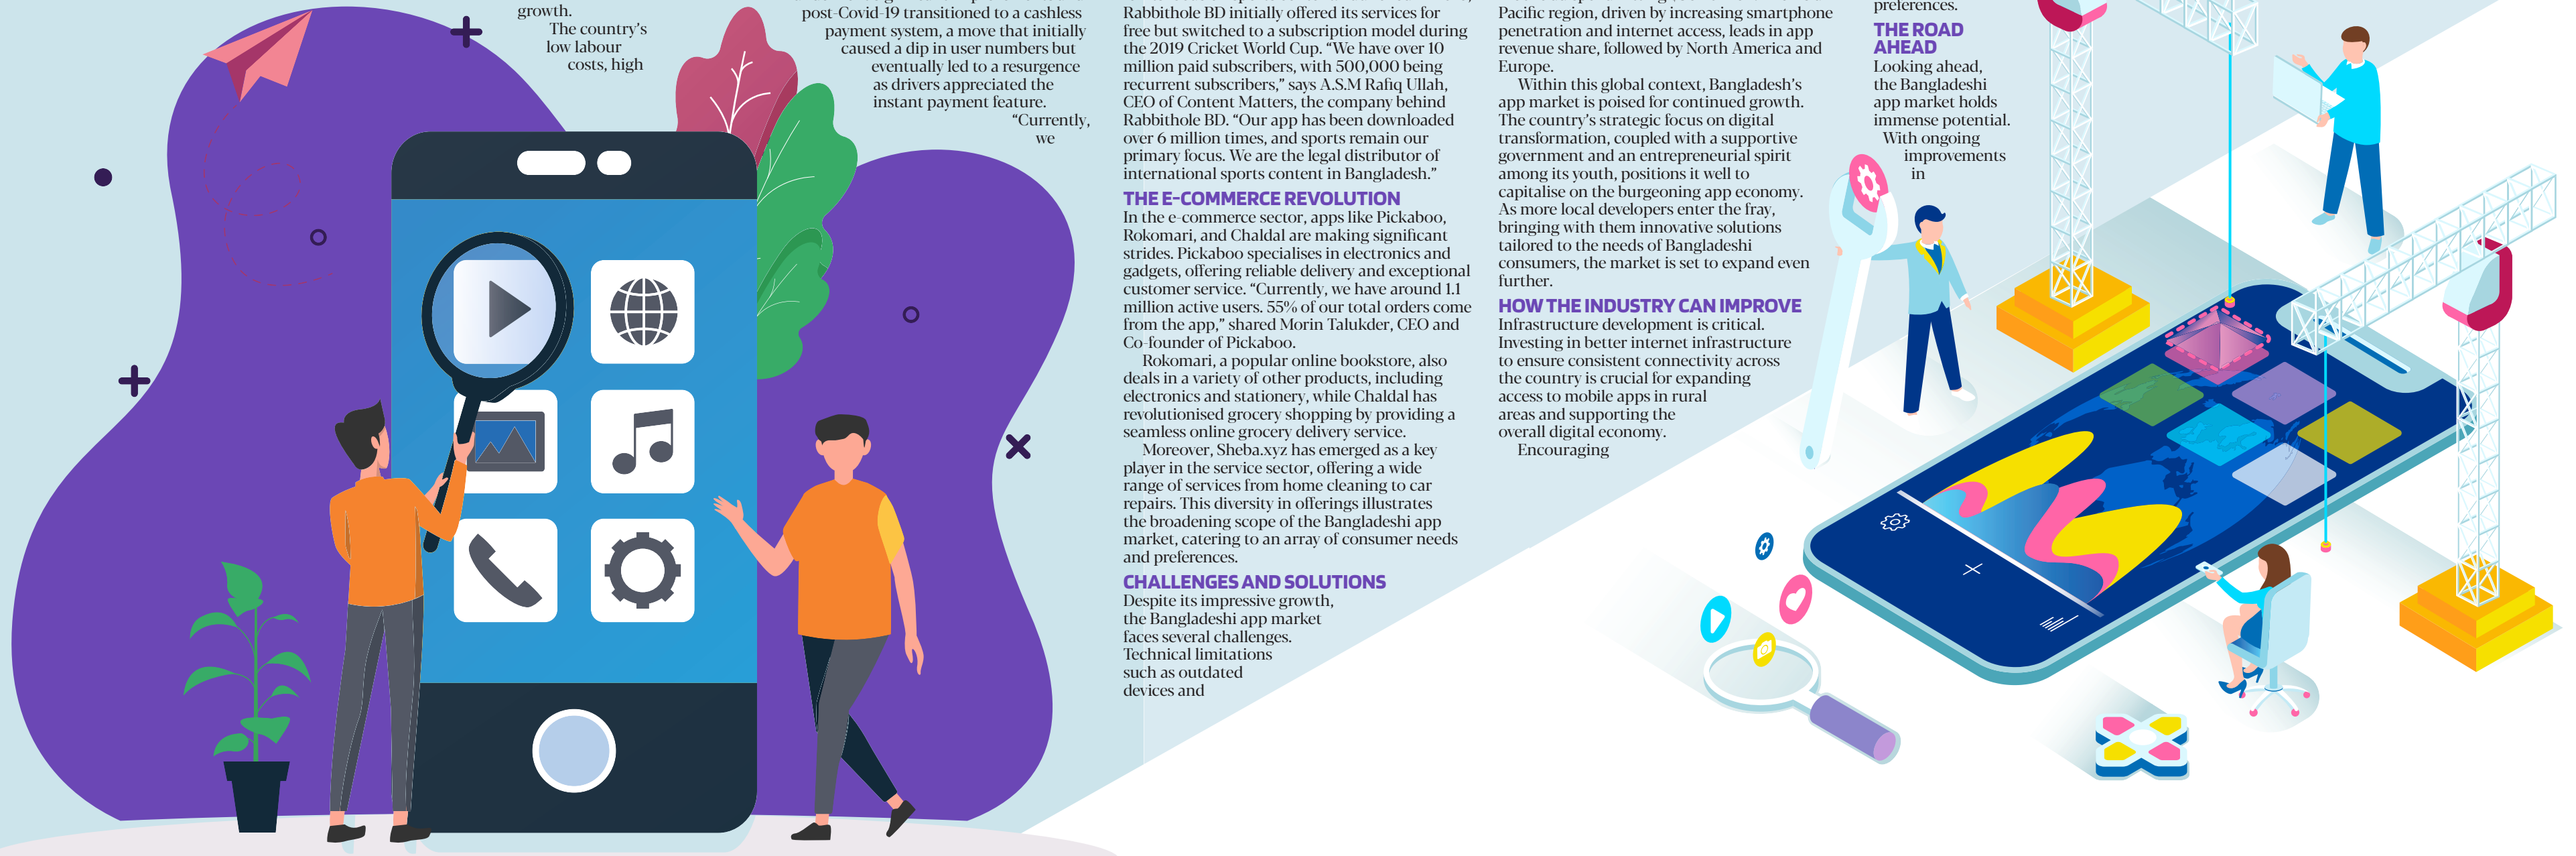 growth.
The country's
low labour
costs, high
post-Covid-19 transitioned to a cashless
payment system, a move that initially
caused a dip in user numbers but
eventually led to a resurgence
as drivers appreciated the
instant payment feature.
"Currently,
we
Rabbithole BD initially offered its services for
free but switched to a subscription model during
the 2019 Cricket World Cup. "We have over 10
million paid subscribers, with 500,000 being
recurrent subscribers," says A.S.M Rafiq Ullah,
CEO of Content Matters, the company behind
Rabbithole BD. "Our app has been downloaded
over 6 million times, and sports remain our
primary focus. We are the legal distributor of
international sports content in Bangladesh."
THE E-COMMERCE REVOLUTION
In the e-commerce sector, apps like Pickaboo,
Rokomari, and Chaldal are making significant
strides. Pickaboo specialises in electronics and
gadgets, offering reliable delivery and exceptional
customer service. "Currently, we have around 1.1
million active users. 55% of our total orders come
from the app," shared Morin Talukder, CEO and
Co-founder of Pickaboo.
Rokomari, a popular online bookstore, also
deals in a variety of other products, including
electronics and stationery, while Chaldal has
revolutionised grocery shopping by providing a
seamless online grocery delivery service.
Moreover, Sheba.xyz has emerged as a key
player in the service sector, offering a wide
range of services from home cleaning to car
repairs. This diversity in offerings illustrates
the broadening scope of the Bangladeshi app
market, catering to an array of consumer needs
and preferences.
CHALLENGES AND SOLUTIONS
Despite its impressive growth,
the Bangladeshi app market
faces several challenges.
Technical limitations
such as outdated
devices and
Pacific region, driven by increasing smartphone
penetration and internet access, leads in app
revenue share, followed by North America and
Europe.
Within this global context, Bangladesh's
app market is poised for continued growth.
The country's strategic focus on digital
transformation, coupled with a supportive
government and an entrepreneurial spirit
among its youth, positions it well to
capitalise on the burgeoning app economy.
As more local developers enter the fray,
bringing with them innovative solutions
tailored to the needs of Bangladeshi
consumers, the market is set to expand even
further.
HOW THE INDUSTRY CAN IMPROVE
Infrastructure development is critical.
Investing in better internet infrastructure
to ensure consistent connectivity across
the country is crucial for expanding
access to mobile apps in rural
areas and supporting the
overall digital economy.
Encouraging
preferences.
THE ROAD
AHEAD
Looking ahead,
the Bangladeshi
app market holds
immense potential.
With ongoing
improvements
in